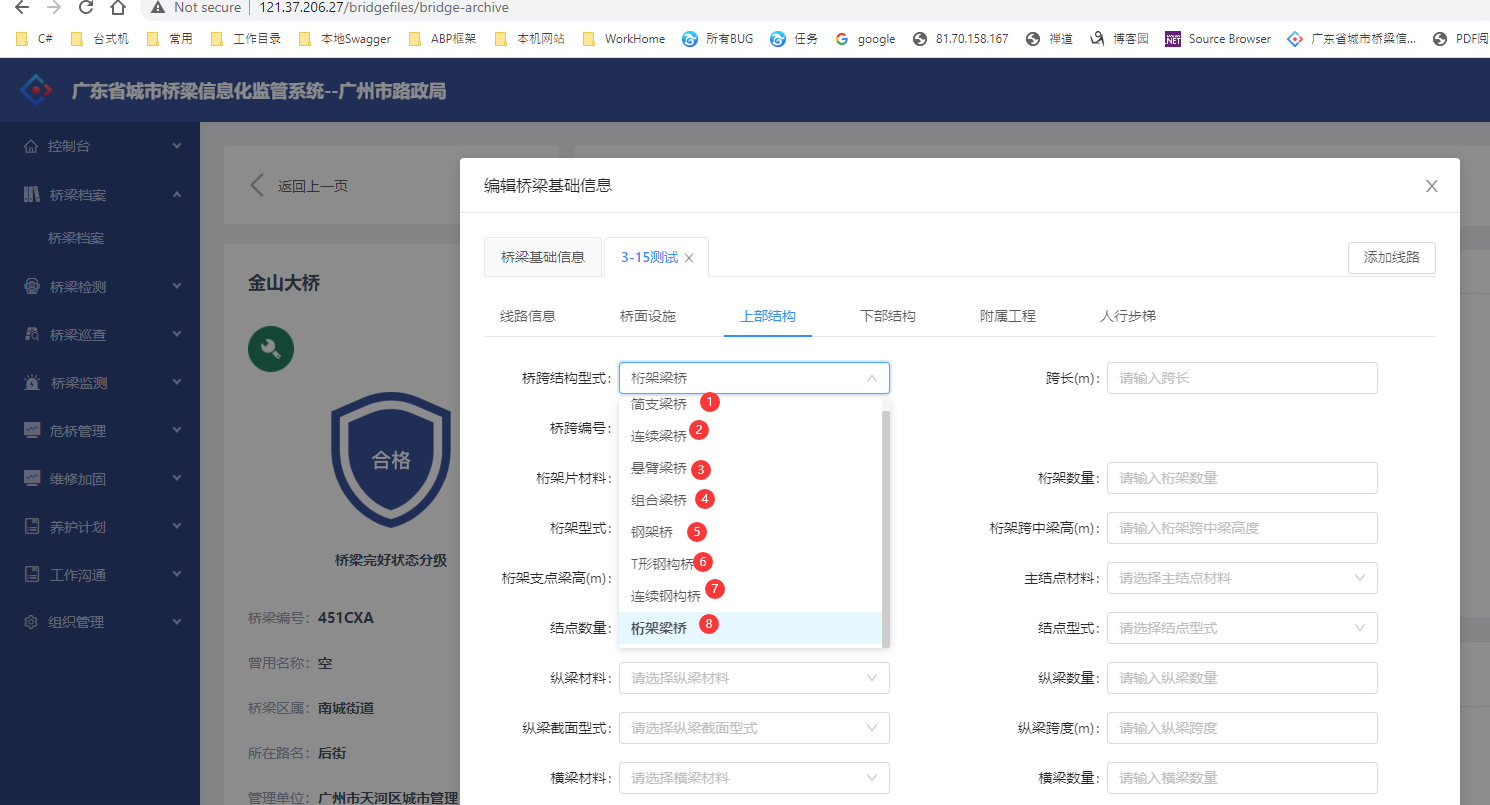 Not secure 121.37.206.27/bridgefiles/bridge-archive
C# 台式机 常用 工作目录 本地Swagger ABP框架 本机网站 WorkHome 所有BUG 任务 google 81.70.158.167 禅道 博客园 Source Browser 广东省城市桥梁信... PDF阅
广东省城市桥梁信息化监管系统--广州市路政局
控制台
桥梁档案
桥梁档案
桥梁检测
桥梁巡查
桥梁监测
危桥管理
维修加固
养护计划
工作沟通
组织管理
返回上一页
金山大桥
合格
桥梁完好状态分级
桥梁编号: 451CXA
曾用名称: 空
桥梁区属: 南城街道
所在路名: 后街
管理单位: 广州市天河区城市管理
编辑桥梁基础信息
桥梁基础信息 3-15测试 添加线路
线路信息 桥面设施 上部结构 下部结构 附属工程 人行步梯
桥跨结构型式: 桁架梁桥 跨长(m): 请输入跨长
简支梁桥 1
桥跨编号:
连续梁桥 2
悬臂梁桥 3
桁架片材料: 桁架数量: 请输入桁架数量
组合梁桥 4
桁架型式: 钢架桥 5 桁架跨中梁高(m): 请输入桁架跨中梁高度
T形钢构桥 6
桁架支点梁高(m): 主结点材料: 请选择主结点材料
连续钢构桥 7
结点数量: 桁架梁桥 8 结点型式: 请选择结点型式
纵梁材料: 请选择纵梁材料 纵梁数量: 请输入纵梁数量
纵梁截面型式: 请选择纵梁截面型式 纵梁跨度(m): 请输入纵梁跨度
横梁材料: 请选择横梁材料 横梁数量: 请输入横梁数量